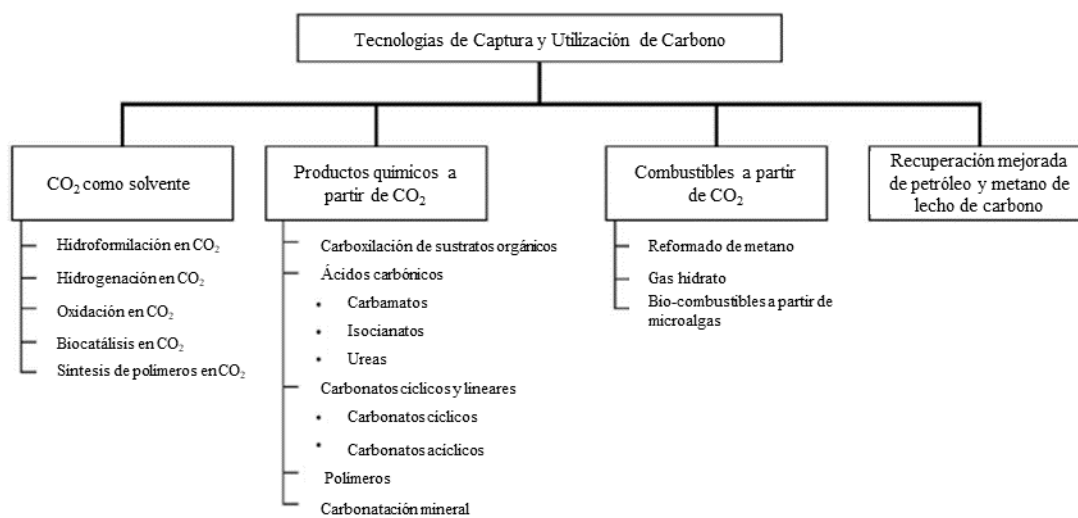 Tecnologías de Captura y Utilización de Carbono
CO₂ como solvente
Hidroformilación en CO₂
Hidrogenación en CO₂
Oxidación en CO₂
Biocatálisis en CO₂
Síntesis de polímeros en CO₂
Productos químicos a
partir de CO₂
Carboxilación de sustratos orgánicos
Ácidos carbónicos
• Carbamatos
• Isocianatos
• Ureas
Carbonatos cíclicos y lineares
• Carbonatos cíclicos
• Carbonatos acíclicos
Polímeros
Carbonatación mineral
Combustibles a partir
de CO₂
Reformado de metano
Gas hidrato
Bio-combustibles a partir de
microalgas
Recuperación mejorada
de petróleo y metano de
lecho de carbono